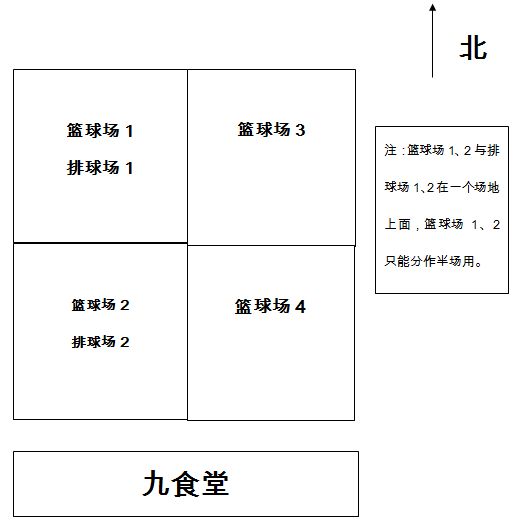 北
篮球场 1
排球场 1
篮球场 3
注：篮球场 1、2 与排
球场 1、2 在一个场地
上面，篮球场 1、2
只能分作半场用。
篮球场 2
排球场 2
篮球场 4
九食堂